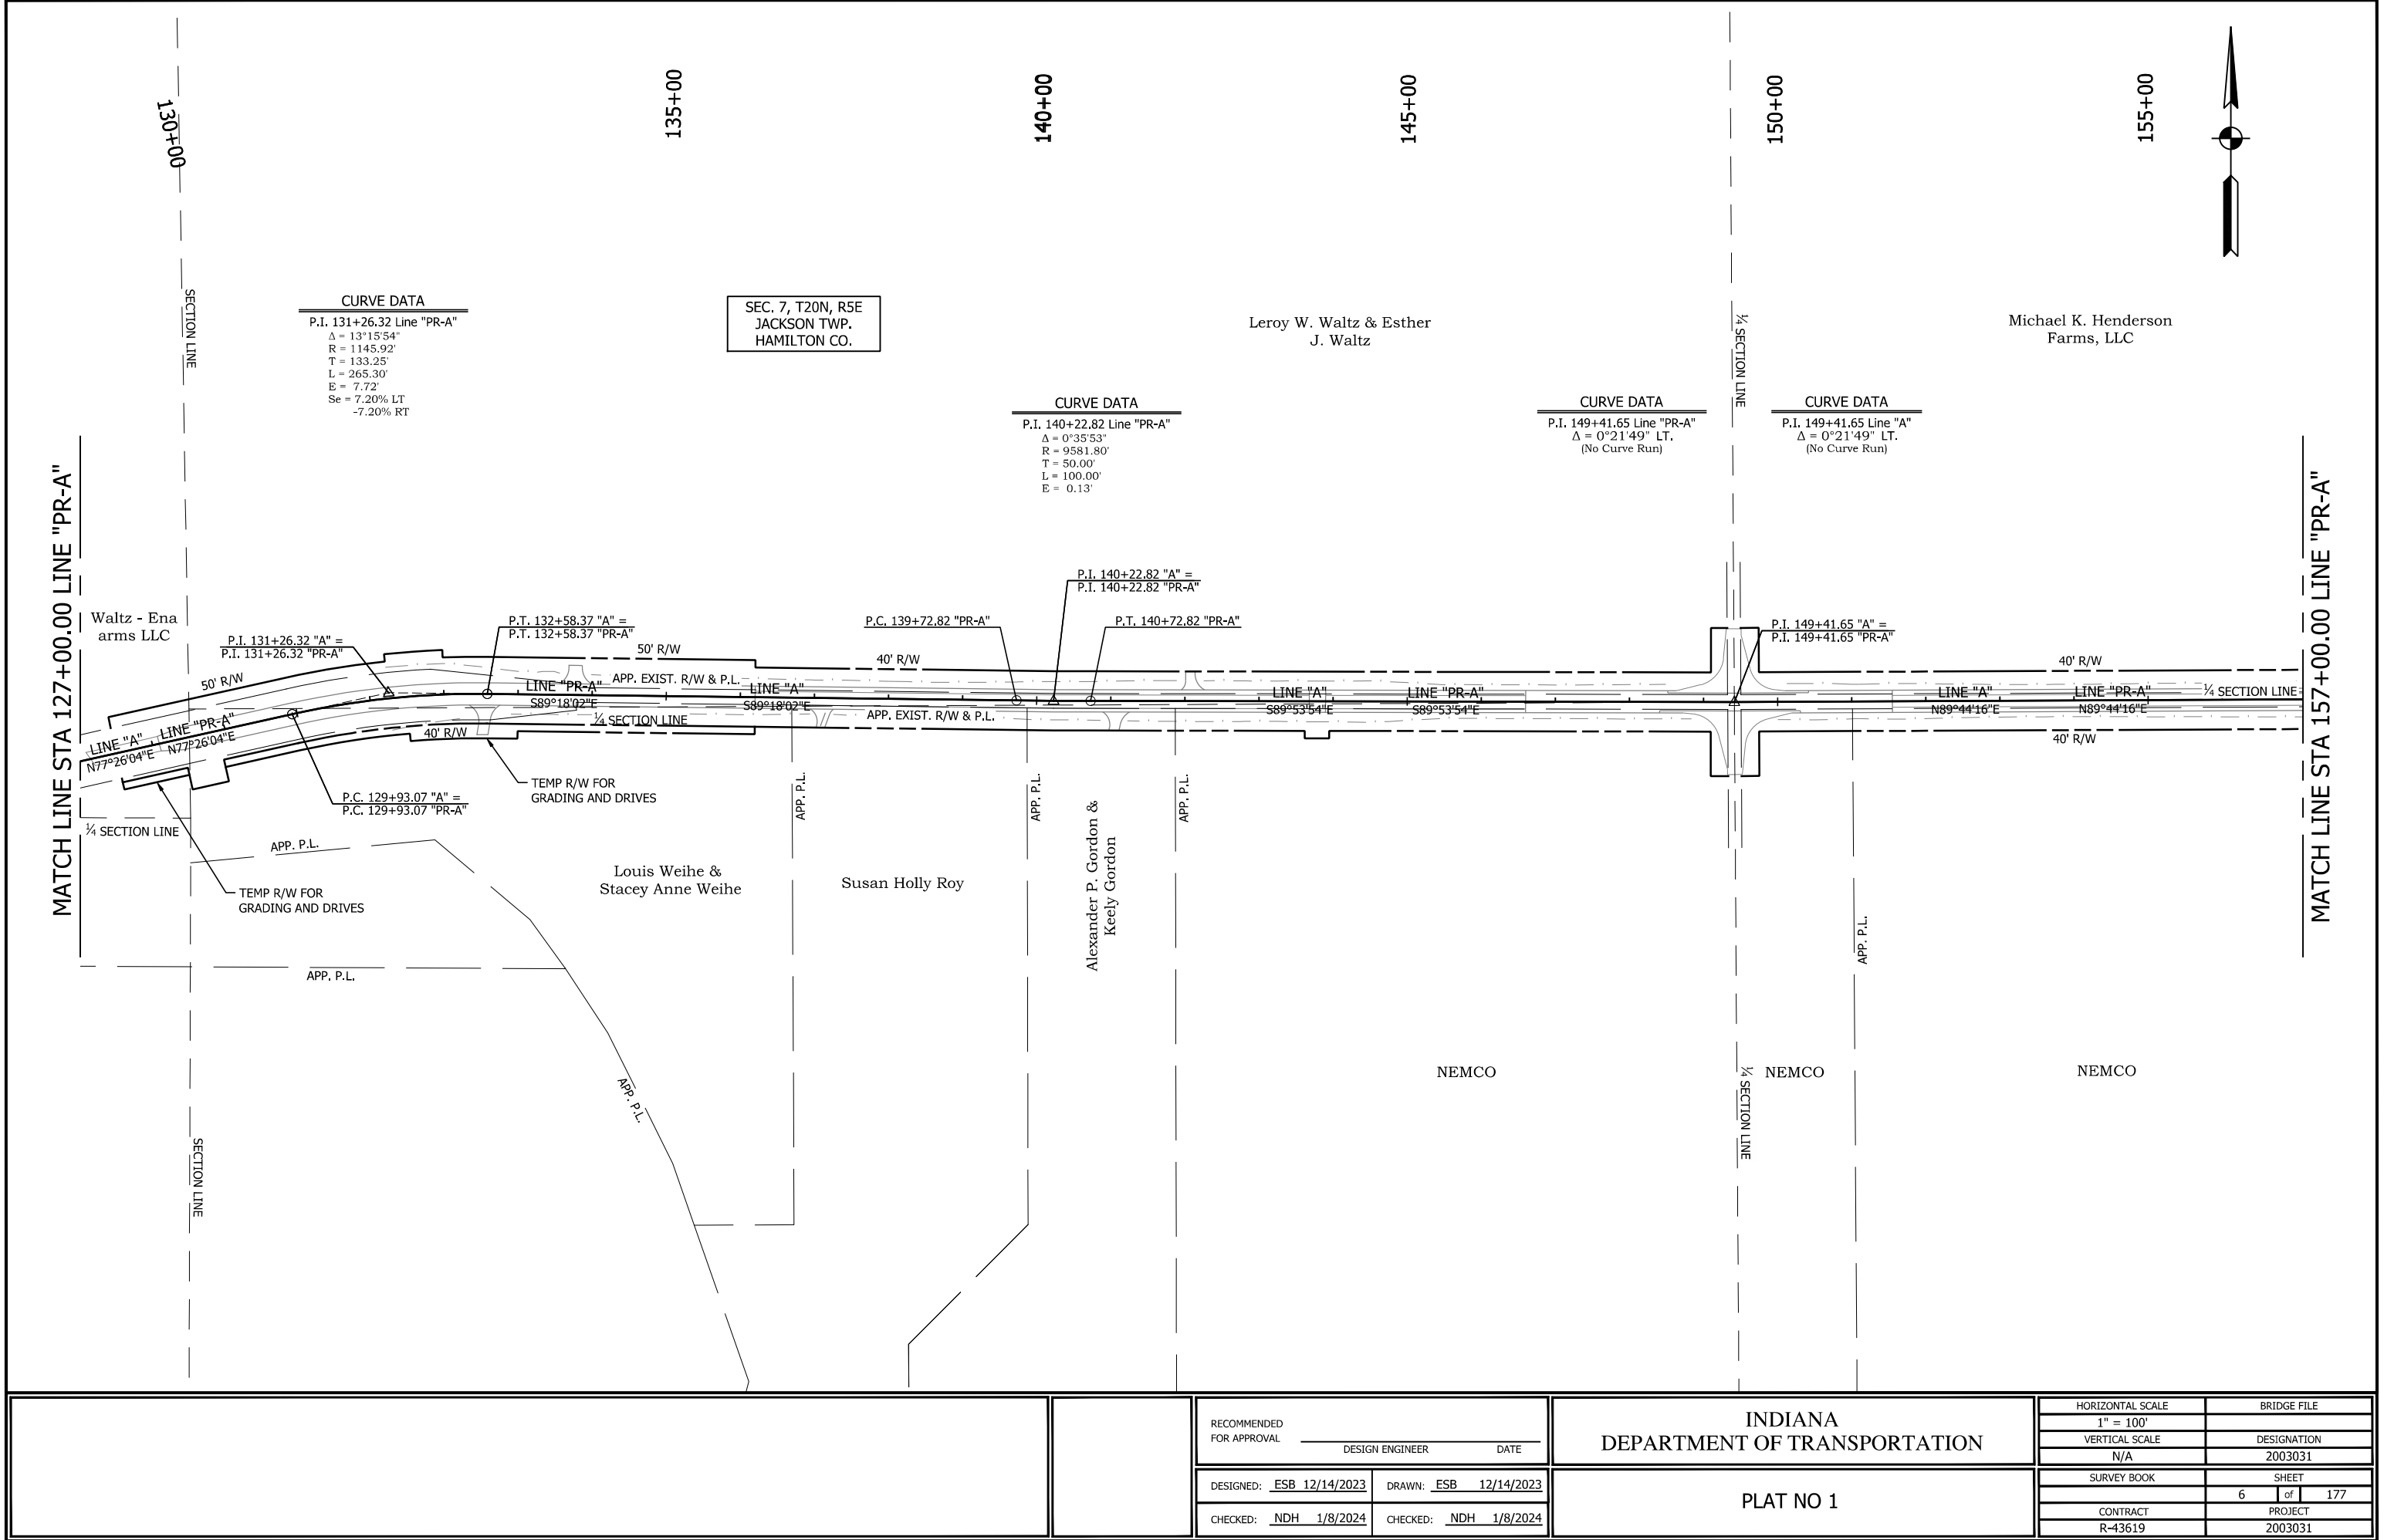 130+00
135+00
140+00
145+00
150+00
155+00
SECTION LINE
CURVE DATA
P.I. 131+26.32 Line "PR-A"
Δ = 13°15'54"
R = 1145.92'
T = 133.25'
L = 265.30'
E = 7.72'
Se = 7.20% LT
-7.20% RT
SEC. 7, T20N, R5E
JACKSON TWP.
HAMILTON CO.
CURVE DATA
P.I. 140+22.82 Line "PR-A"
Δ = 0°35'53"
R = 9581.80'
T = 50.00'
L = 100.00'
E = 0.13'
Leroy W. Waltz & Esther
J. Waltz
CURVE DATA
P.I. 149+41.65 Line "PR-A"
Δ = 0°21'49" LT.
(No Curve Run)
¼ SECTION LINE
CURVE DATA
P.I. 149+41.65 Line "A"
Δ = 0°21'49" LT.
(No Curve Run)
Michael K. Henderson
Farms, LLC
MATCH LINE STA 127+00.00 LINE "PR-A"
MATCH LINE STA 157+00.00 LINE "PR-A"
Waltz - Ena
arms LLC
P.I. 131+26.32 "A" =
P.I. 131+26.32 "PR-A"
P.T. 132+58.37 "A" =
P.T. 132+58.37 "PR-A"
P.C. 139+72.82 "PR-A"
P.I. 140+22.82 "A" =
P.I. 140+22.82 "PR-A"
P.T. 140+72.82 "PR-A"
P.I. 149+41.65 "A" =
P.I. 149+41.65 "PR-A"
50' R/W
50' R/W
40' R/W
40' R/W
APP. EXIST. R/W & P.L.
LINE "PR-A"
S89°18'02"E
LINE "A"
S89°18'02"E
LINE "A"
S89°53'54"E
LINE "PR-A"
S89°53'54"E
LINE "A"
N89°44'16"E
LINE "PR-A"
N89°44'16"E
¼ SECTION LINE
¼ SECTION LINE
APP. EXIST. R/W & P.L.
LINE "A"
N77°26'04"E
LINE "PR-A"
N77°26'04"E
40' R/W
40' R/W
TEMP R/W FOR
GRADING AND DRIVES
P.C. 129+93.07 "A" =
P.C. 129+93.07 "PR-A"
¼ SECTION LINE
APP. P.L.
APP. P.L.
APP. P.L.
APP. P.L.
TEMP R/W FOR
GRADING AND DRIVES
Louis Weihe &
Stacey Anne Weihe
Susan Holly Roy
Alexander P. Gordon &
Keely Gordon
APP. P.L.
APP. P.L.
APP. P.L.
NEMCO
¼ SECTION LINE
NEMCO
NEMCO
SECTION LINE
RECOMMENDED
FOR APPROVAL
DESIGN ENGINEER DATE
DESIGNED: ESB 12/14/2023
DRAWN: ESB 12/14/2023
CHECKED: NDH 1/8/2024
CHECKED: NDH 1/8/2024
INDIANA
DEPARTMENT OF TRANSPORTATION
PLAT NO 1
HORIZONTAL SCALE
1" = 100'
VERTICAL SCALE
N/A
BRIDGE FILE
DESIGNATION
2003031
SURVEY BOOK
SHEET
6 of 177
CONTRACT
R-43619
PROJECT
2003031